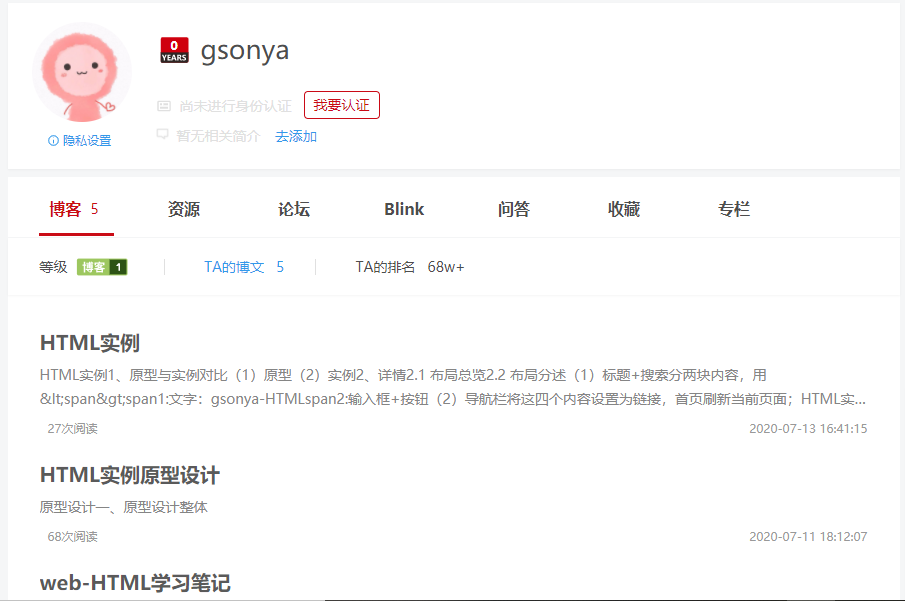 0
YEARS
gsonya
尚未进行身份认证 我要认证
暂无相关简介 去添加
隐私设置
博客 5 资源 论坛 Blink 问答 收藏 专栏
等级 博客 1 TA的博文 5 TA的排名 68w+
HTML实例
HTML实例1、原型与实例对比（1）原型（2）实例2、详情2.1 布局总览2.2 布局分述（1）标题+搜索分两块内容，用
&lt;span&gt;span1:文字：gsonya-HTMLspan2:输入框+按钮（2）导航栏将这四个内容设置为链接，首页刷新当前页面；HTML实...
27次阅读 2020-07-13 16:41:15
HTML实例原型设计
原型设计一、原型设计整体
68次阅读 2020-07-11 18:12:07
web-HTML学习笔记